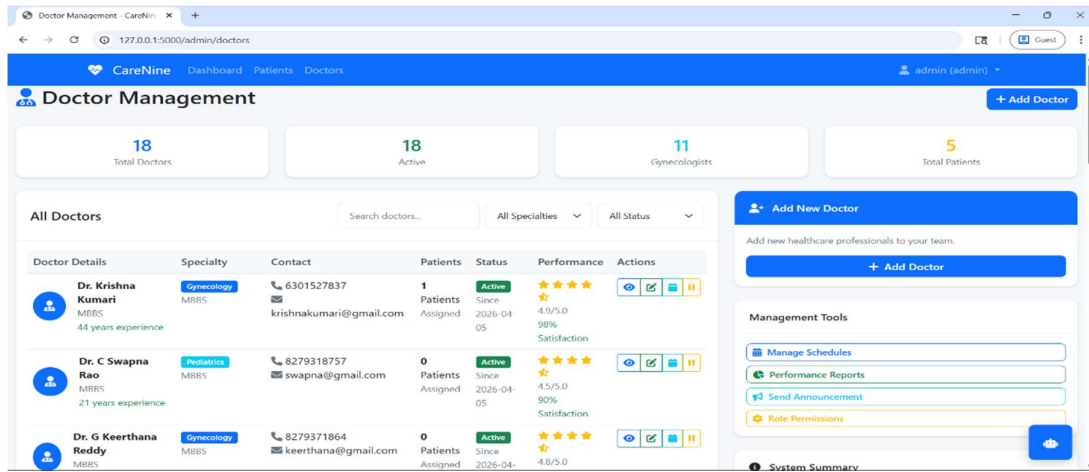 Doctor Management - CareNin
127.0.0.1:5000/admin/doctors
Guest
CareNine Dashboard Patients Doctors admin (admin)
Doctor Management
+ Add Doctor
18
Total Doctors
18
Active
11
Gynecologists
5
Total Patients
All Doctors
Search doctors...
All Specialties
All Status
Doctor Details Specialty Contact Patients Status Performance Actions
Dr. Krishna
Kumari
MBBS
44 years experience
Gynecology
MBBS
6301527837
krishnakumari@gmail.com
1
Patients
Assigned
Active
Since
2026-04-
05
4.9/5.0
98%
Satisfaction
Dr. C Swapna
Rao
MBBS
21 years experience
Pediatrics
MBBS
8279318757
swapna@gmail.com
0
Patients
Assigned
Active
Since
2026-04-
05
4.5/5.0
90%
Satisfaction
Dr. G Keerthana
Reddy
MBBS
Gynecology
MBBS
8279371864
keerthana@gmail.com
0
Patients
Assigned
Active
Since
2026-04-
4.8/5.0
Add New Doctor
Add new healthcare professionals to your team.
+ Add Doctor
Management Tools
Manage Schedules
Performance Reports
Send Announcement
Role Permissions
System Summary